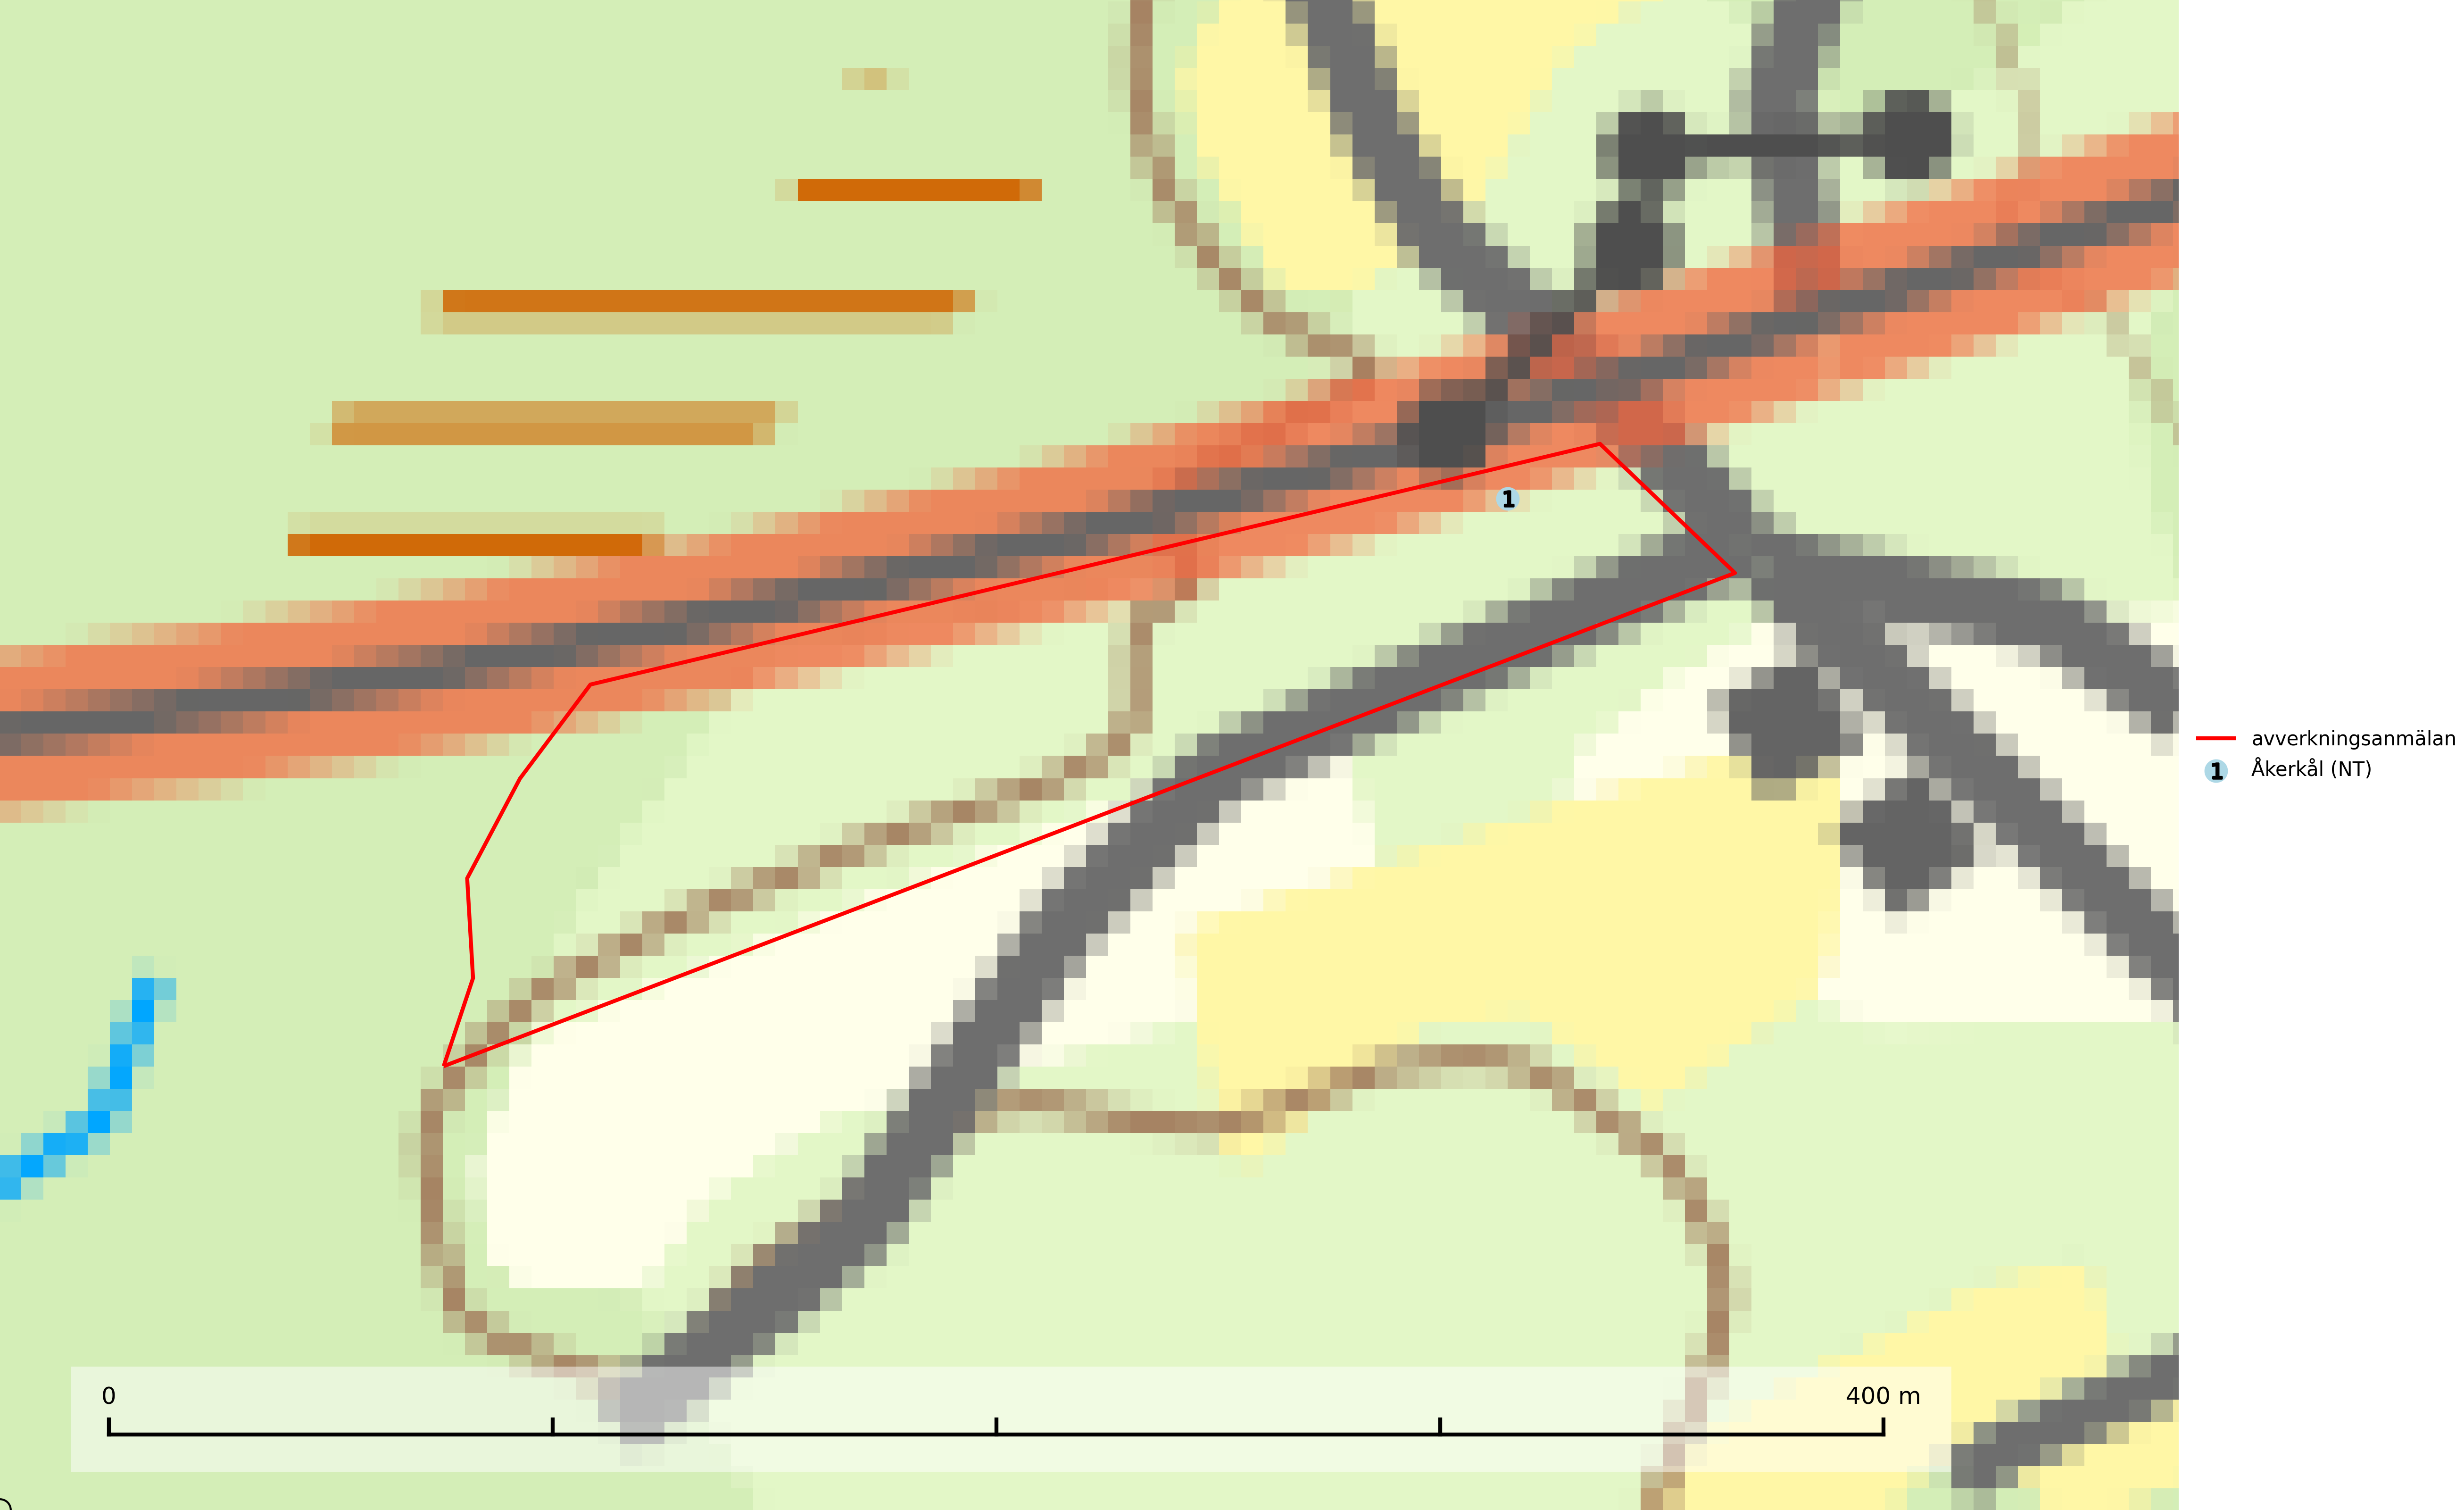 1
avverkningsanmälan
1 Åkerkål (NT)
0 400 m